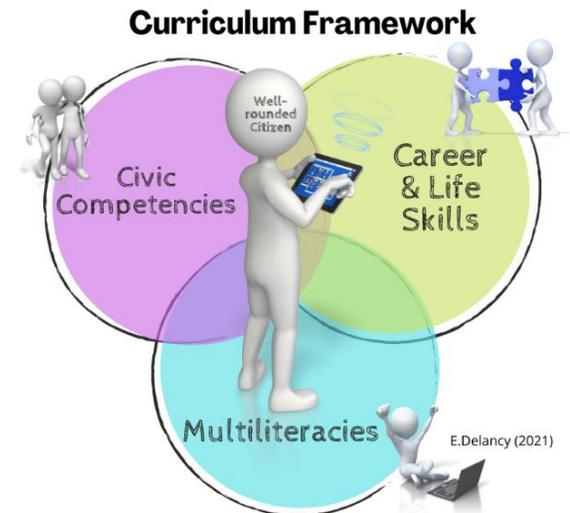 Curriculum Framework
Well-
rounded
Citizen
Civic
Competencies
Career
& Life
Skills
Multiliteracies
E.Delancy (2021)